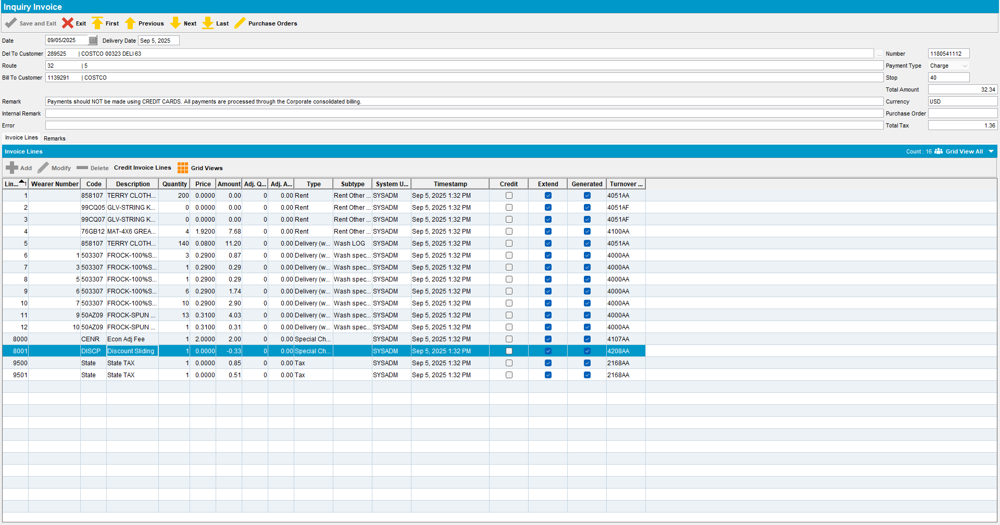 Inquiry Invoice
Save and Exit Exit First Previous Next Last Purchase Orders
Date 09/05/2025 16 Delivery Date Sep 5, 2025
Del To Customer 289525 | COSTCO 00323 DELI 63 ... Number 1180541112
Route 32 | 5 Payment Type Charge
Bill To Customer 1139291 | COSTCO Stop 40
Total Amount 32.34
Remark Payments should NOT be made using CREDIT CARDS. All payments are processed through the Corporate consolidated billing. Currency USD
Internal Remark Purchase Order
Error Total Tax 1.36
Invoice Lines Remarks
Invoice Lines Count : 16 Grid View All
Add Modify Delete Credit Invoice Lines Grid Views
Lin... 1 Wearer Number Code Description Quantity Price Amount Adj. Q... Adj. A... Type Subtype System U... Timestamp Credit Extend Generated Turnover ...
1 858107 TERRY CLOTH... 200 0.0000 0.00 0 0.00 Rent Rent Other ... SYSADM Sep 5, 2025 1:32 PM 4051AA
2 99CQ05 GLV-STRING K... 0 0.0000 0.00 0 0.00 Rent Rent Other ... SYSADM Sep 5, 2025 1:32 PM 4051AF
3 99CQ07 GLV-STRING K... 0 0.0000 0.00 0 0.00 Rent Rent Other ... SYSADM Sep 5, 2025 1:32 PM 4051AF
4 76GB12 MAT-4X6 GREA... 4 1.9200 7.68 0 0.00 Rent Rent Other ... SYSADM Sep 5, 2025 1:32 PM 4100AA
5 858107 TERRY CLOTH... 140 0.0800 11.20 0 0.00 Delivery (w... Wash LOG SYSADM Sep 5, 2025 1:32 PM 4051AA
6 1 503307 FROCK-100%S... 3 0.2900 0.87 0 0.00 Delivery (w... Wash spec... SYSADM Sep 5, 2025 1:32 PM 4000AA
7 3 503307 FROCK-100%S... 1 0.2900 0.29 0 0.00 Delivery (w... Wash spec... SYSADM Sep 5, 2025 1:32 PM 4000AA
8 5 503307 FROCK-100%S... 1 0.2900 0.29 0 0.00 Delivery (w... Wash spec... SYSADM Sep 5, 2025 1:32 PM 4000AA
9 6 503307 FROCK-100%S... 6 0.2900 1.74 0 0.00 Delivery (w... Wash spec... SYSADM Sep 5, 2025 1:32 PM 4000AA
10 7 503307 FROCK-100%S... 10 0.2900 2.90 0 0.00 Delivery (w... Wash spec... SYSADM Sep 5, 2025 1:32 PM 4000AA
11 9 50AZ09 FROCK-SPUN ... 13 0.3100 4.03 0 0.00 Delivery (w... Wash spec... SYSADM Sep 5, 2025 1:32 PM 4000AA
12 10 50AZ09 FROCK-SPUN ... 1 0.3100 0.31 0 0.00 Delivery (w... Wash spec... SYSADM Sep 5, 2025 1:32 PM 4000AA
8000 CENR Econ Adj Fee 1 2.0000 2.00 0 0.00 Special Ch... SYSADM Sep 5, 2025 1:32 PM 4107AA
8001 DISCP Discount Sliding 1 0.0000 -0.33 0 0.00 Special Ch... SYSADM Sep 5, 2025 1:32 PM 4208AA
9500 State State TAX 1 0.0000 0.85 0 0.00 Tax SYSADM Sep 5, 2025 1:32 PM 2168AA
9501 State State TAX 1 0.0000 0.51 0 0.00 Tax SYSADM Sep 5, 2025 1:32 PM 2168AA